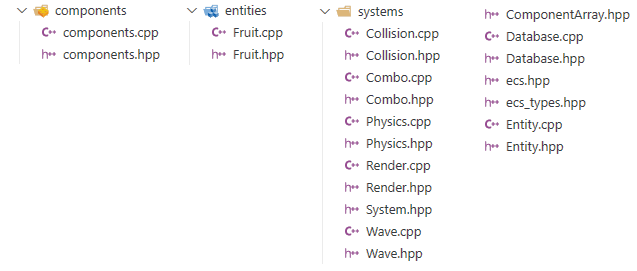 components
components.cpp
components.hpp
entities
Fruit.cpp
Fruit.hpp
systems
Collision.cpp
Collision.hpp
Combo.cpp
Combo.hpp
Physics.cpp
Physics.hpp
Render.cpp
Render.hpp
System.hpp
Wave.cpp
Wave.hpp
ComponentArray.hpp
Database.cpp
Database.hpp
ecs.hpp
ecs_types.hpp
Entity.cpp
Entity.hpp